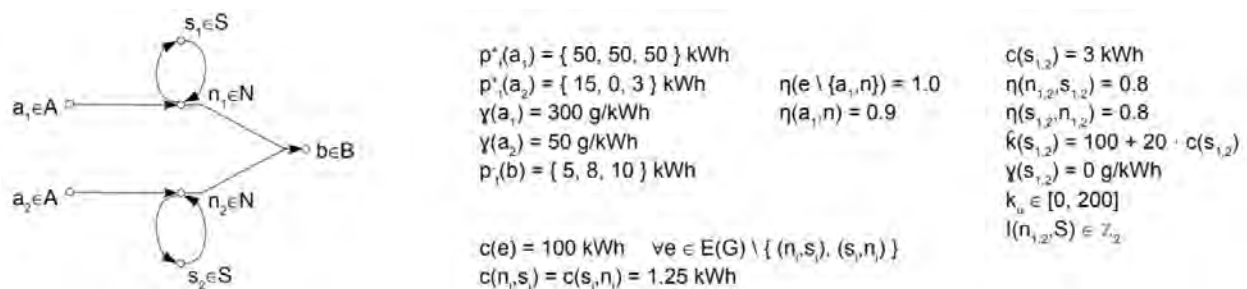 s₁∈S
a₁∈A
n₁∈N
b∈B
a₂∈A
n₂∈N
s₂∈S
p⁺ₜ(a₁) = { 50, 50, 50 } kWh
p⁺ₜ(a₂) = { 15, 0, 3 } kWh
γ(a₁) = 300 g/kWh
γ(a₂) = 50 g/kWh
p⁻ₜ(b) = { 5, 8, 10 } kWh
c(e) = 100 kWh ∀e ∈ E(G) \ { (nᵢ,sᵢ), (sᵢ,nᵢ) }
c(nᵢ,sᵢ) = c(sᵢ,nᵢ) = 1.25 kWh
η(e \ {a₁,n}) = 1.0
η(a₁,n) = 0.9
c(s₁,₂) = 3 kWh
η(n₁,₂,s₁,₂) = 0.8
η(s₁,₂,n₁,₂) = 0.8
k̂(s₁,₂) = 100 + 20 · c(s₁,₂)
γ(s₁,₂) = 0 g/kWh
kᵤ ∈ [0, 200]
l(n₁,₂,S) ∈ ℤ₂